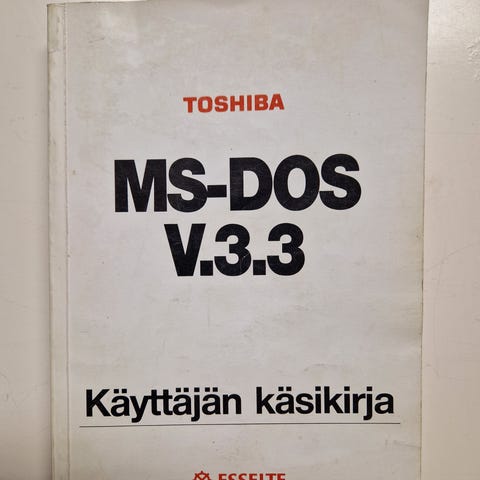 TOSHIBA
MS-DOS
V.3.3
Käyttäjän käsikirja
ESSELTE